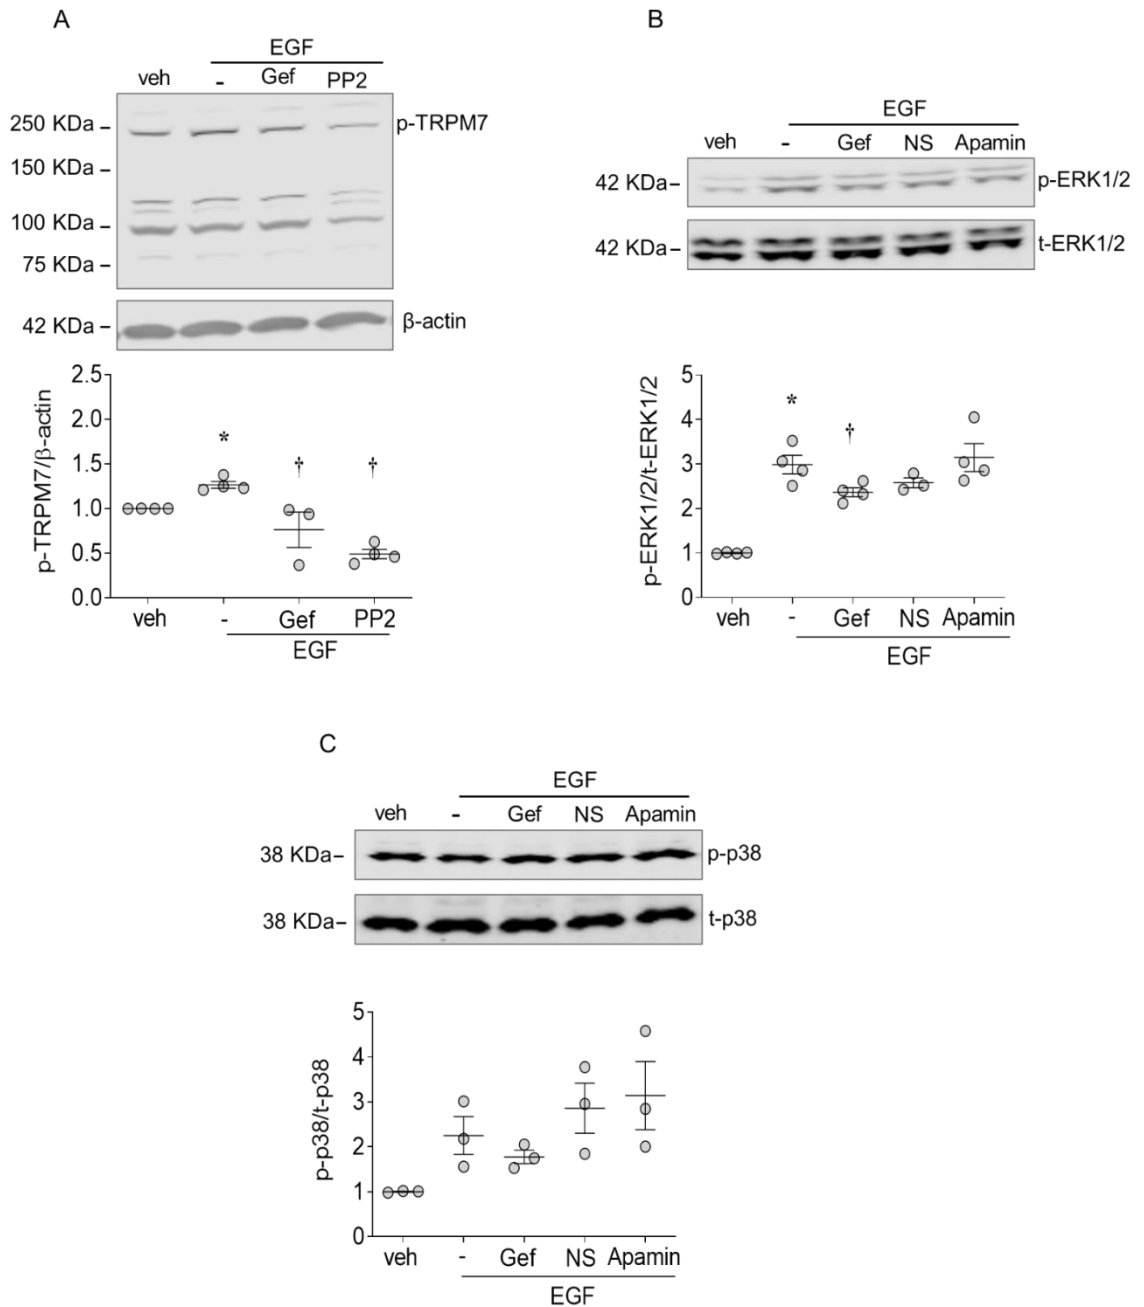 A
EGF
veh - Gef PP2
250 KDa
150 KDa
100 KDa
75 KDa
p-TRPM7
42 KDa
β-actin
p-TRPM7/β-actin
2.5
2.0
1.5
1.0
0.5
0.0
*
†
†
veh - Gef PP2
EGF
B
EGF
veh - Gef NS Apamin
42 KDa
p-ERK1/2
42 KDa
t-ERK1/2
p-ERK1/2/t-ERK1/2
5
4
3
2
1
0
*
†
veh - Gef NS Apamin
EGF
C
EGF
veh - Gef NS Apamin
38 KDa
p-p38
38 KDa
t-p38
p-p38/t-p38
5
4
3
2
1
0
veh - Gef NS Apamin
EGF